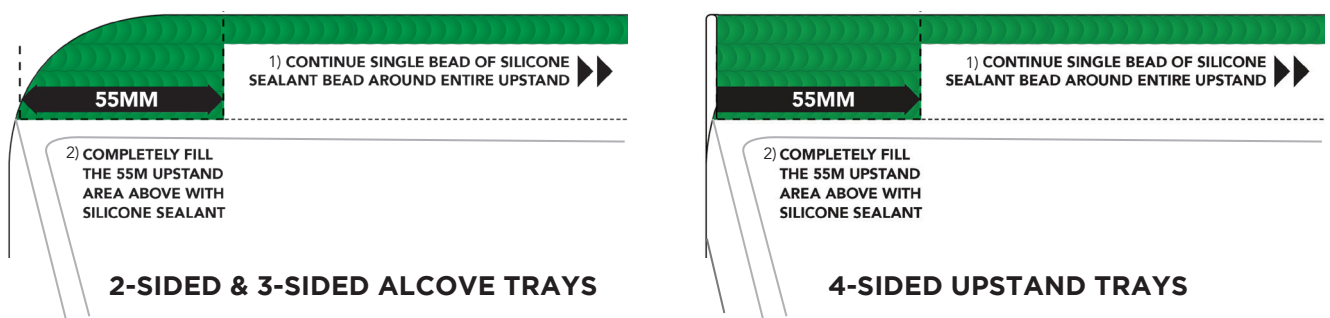 1) CONTINUE SINGLE BEAD OF SILICONE
SEALANT BEAD AROUND ENTIRE UPSTAND
55MM
2) COMPLETELY FILL
THE 55M UPSTAND
AREA ABOVE WITH
SILICONE SEALANT
2-SIDED & 3-SIDED ALCOVE TRAYS
1) CONTINUE SINGLE BEAD OF SILICONE
SEALANT BEAD AROUND ENTIRE UPSTAND
55MM
2) COMPLETELY FILL
THE 55M UPSTAND
AREA ABOVE WITH
SILICONE SEALANT
4-SIDED UPSTAND TRAYS